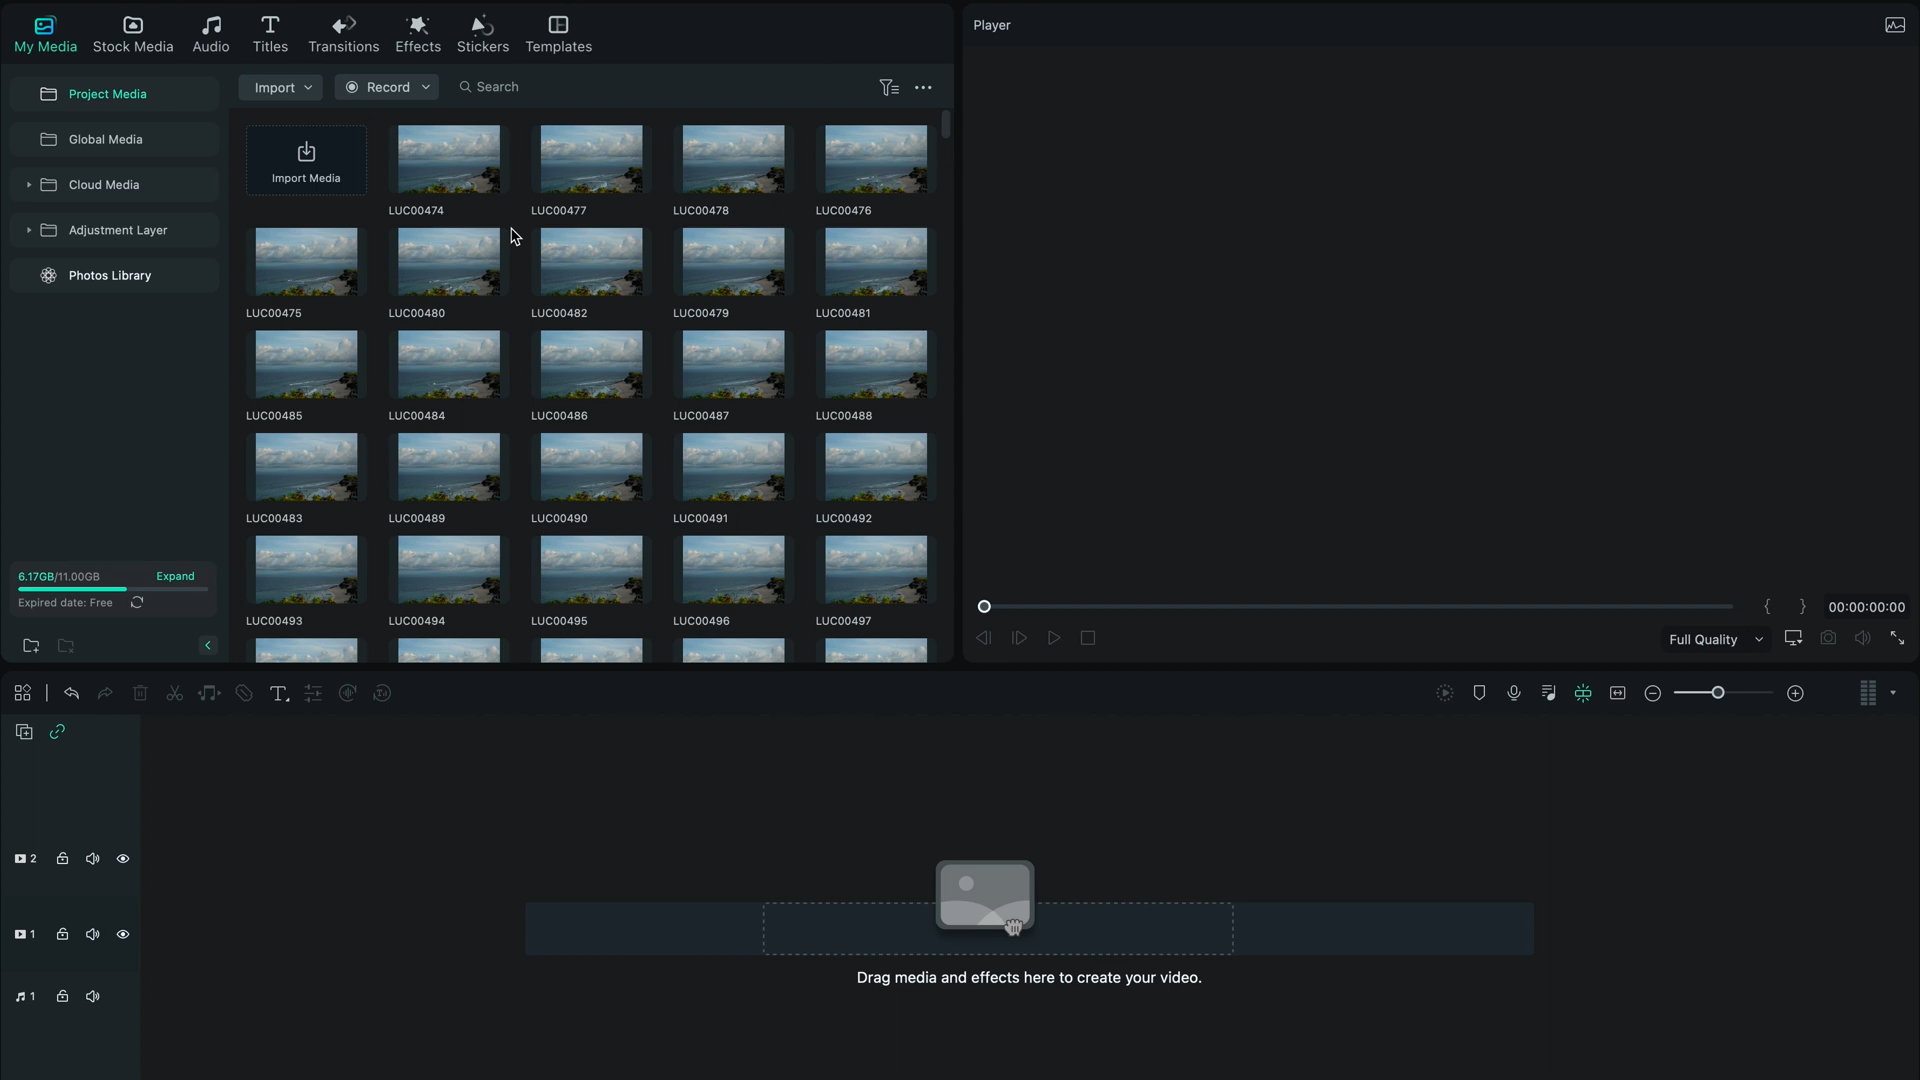 My Media Stock Media Audio Titles Transitions Effects Stickers Templates
Player
Project Media
Global Media
Cloud Media
Adjustment Layer
Photos Library
Import Record Search
Import Media
LUC00474 LUC00477 LUC00478 LUC00476
LUC00475 LUC00480 LUC00482 LUC00479 LUC00481
LUC00485 LUC00484 LUC00486 LUC00487 LUC00488
LUC00483 LUC00489 LUC00490 LUC00491 LUC00492
LUC00493 LUC00494 LUC00495 LUC00496 LUC00497
6.17GB/11.00GB Expand
Expired date: Free
{ } 00:00:00:00
Full Quality
2
1
Drag media and effects here to create your video.
1